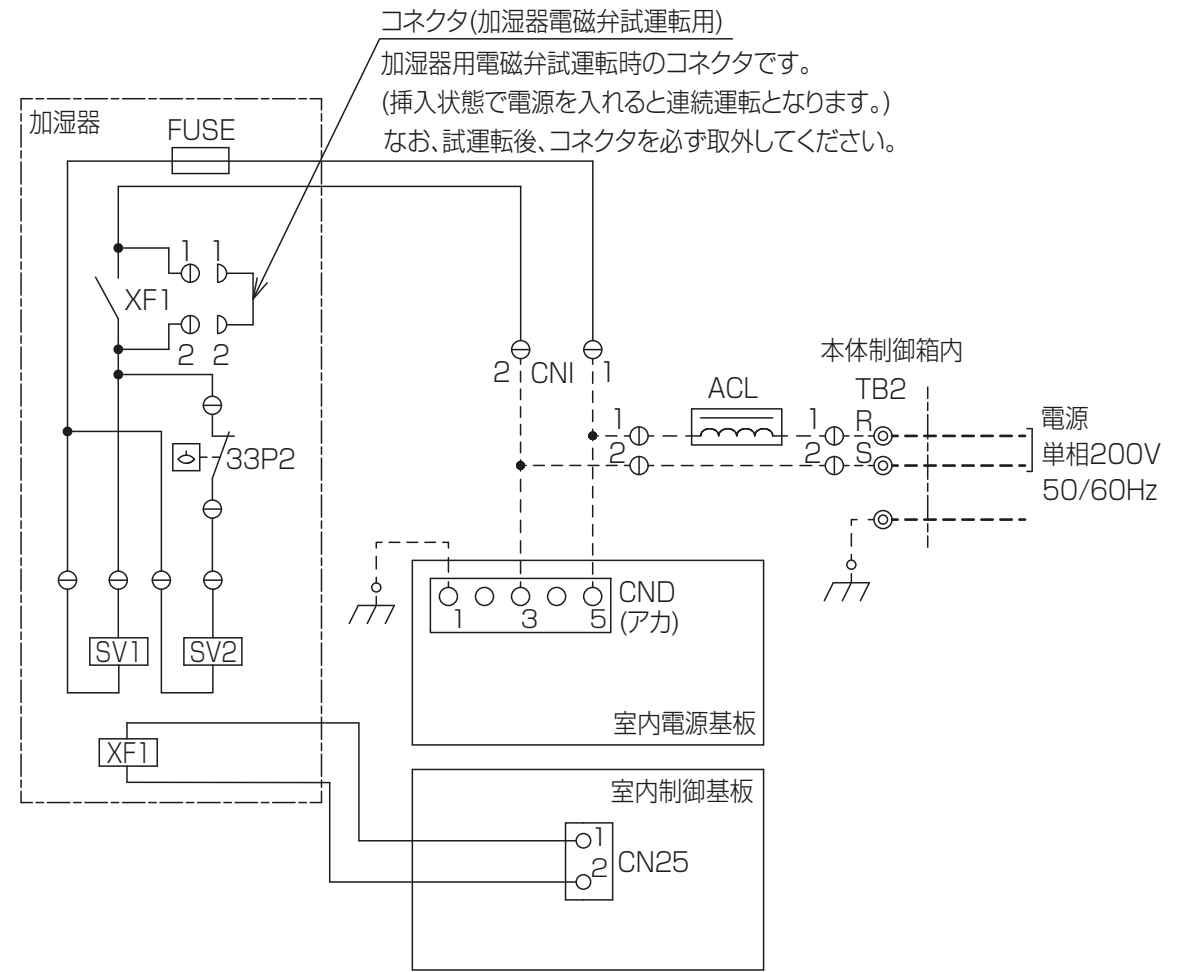 コネクタ(加湿器電磁弁試運転用)
加湿器用電磁弁試運転時のコネクタです。
(挿入状態で電源を入れると連続運転となります。)
なお、試運転後、コネクタを必ず取外してください。
加湿器
FUSE
1 1
XF1
2 2
33P2
SV1 SV2
XF1
2 CN1 1
本体制御箱内
ACL
TB2
1 1 R
2 2 S
電源
単相200V
50/60Hz
CND
(アカ)
1 3 5
室内電源基板
室内制御基板
1
2
CN25